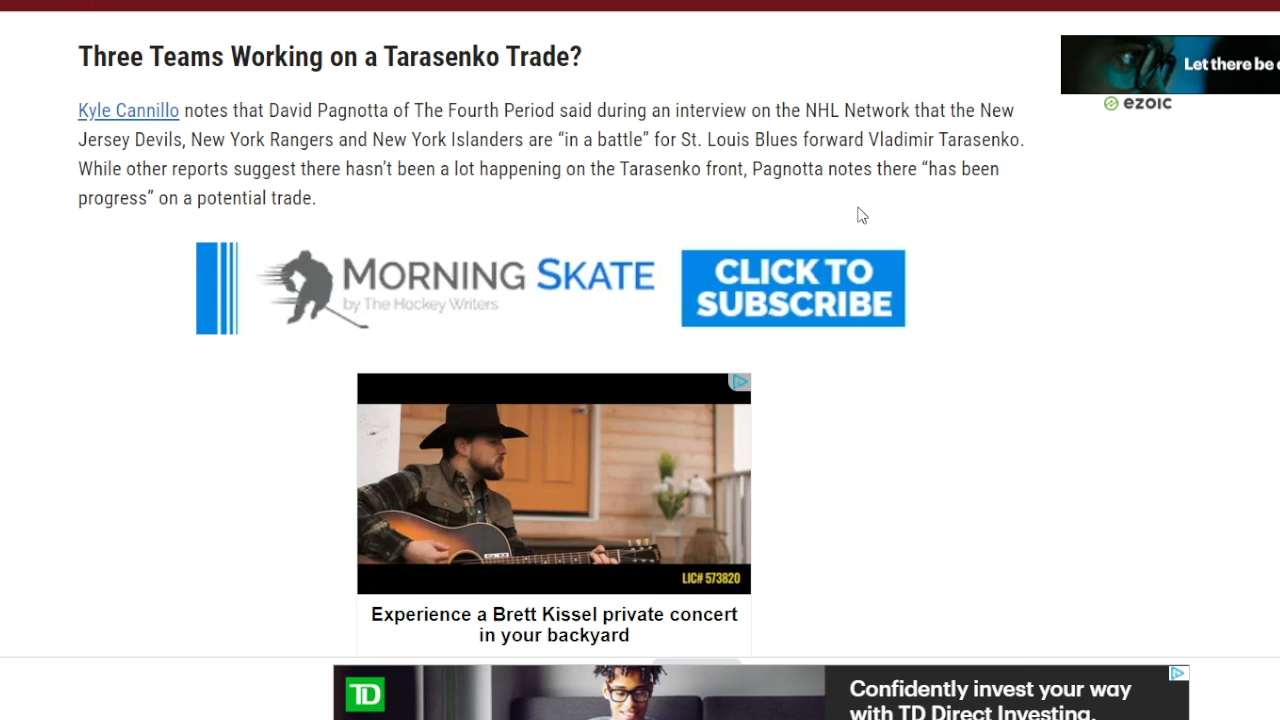 Three Teams Working on a Tarasenko Trade?
Let there be
ezoic
Kyle Cannillo notes that David Pagnotta of The Fourth Period said during an interview on the NHL Network that the New
Jersey Devils, New York Rangers and New York Islanders are “in a battle” for St. Louis Blues forward Vladimir Tarasenko.
While other reports suggest there hasn’t been a lot happening on the Tarasenko front, Pagnotta notes there “has been
progress” on a potential trade.
MORNING SKATE
by The Hockey Writers
CLICK TO
SUBSCRIBE
LIC# 573820
Experience a Brett Kissel private concert
in your backyard
TD
Confidently invest your way
with TD Direct Investing.